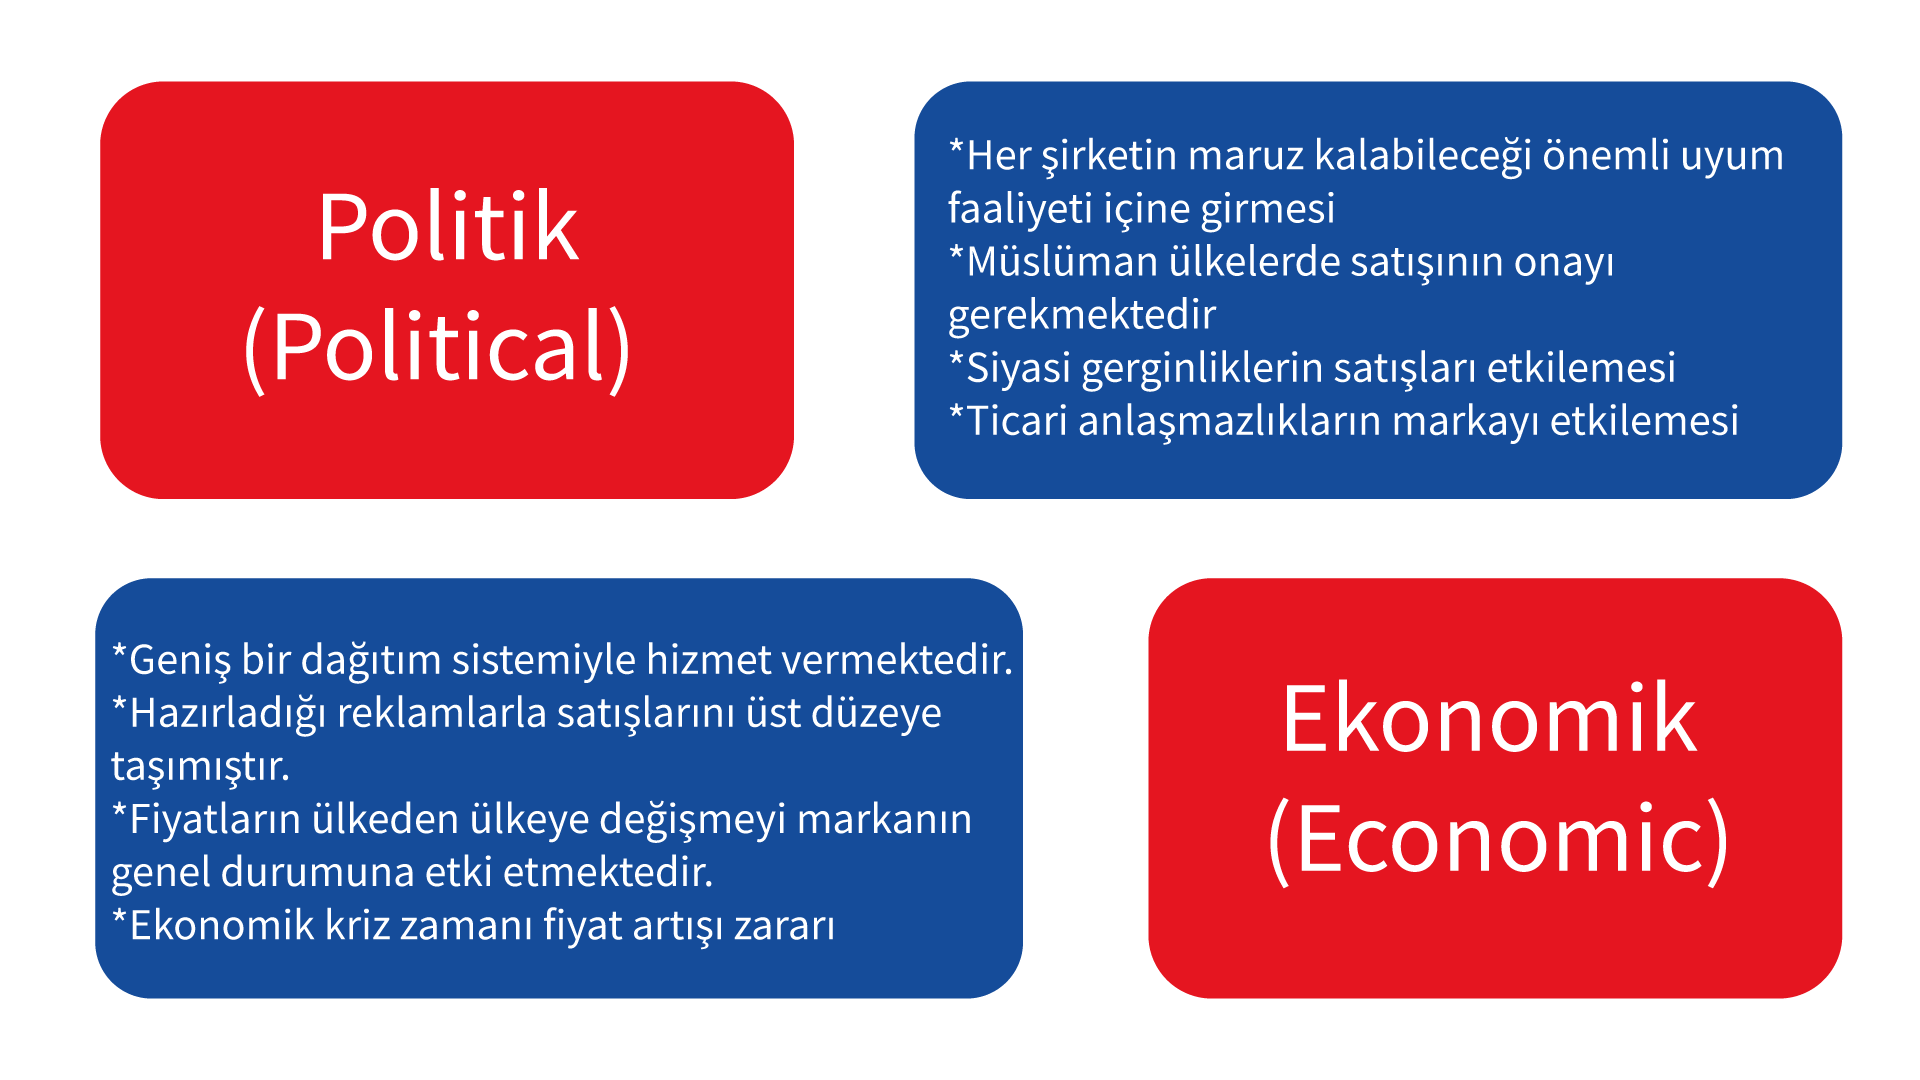 Politik
(Political)
*Her şirketin maruz kalabileceği önemli uyum
faaliyeti içine girmesi
*Müslüman ülkelerde satışının onayı
gerekmektedir
*Siyasi gerginliklerin satışları etkilemesi
*Ticari anlaşmazlıkların markayı etkilemesi
*Geniş bir dağıtım sistemiyle hizmet vermektedir.
*Hazırladığı reklamlarla satışlarını üst düzeye
taşımıştır.
*Fiyatların ülkeden ülkeye değişmeyi markanın
genel durumuna etki etmektedir.
*Ekonomik kriz zamanı fiyat artışı zararı
Ekonomik
(Economic)